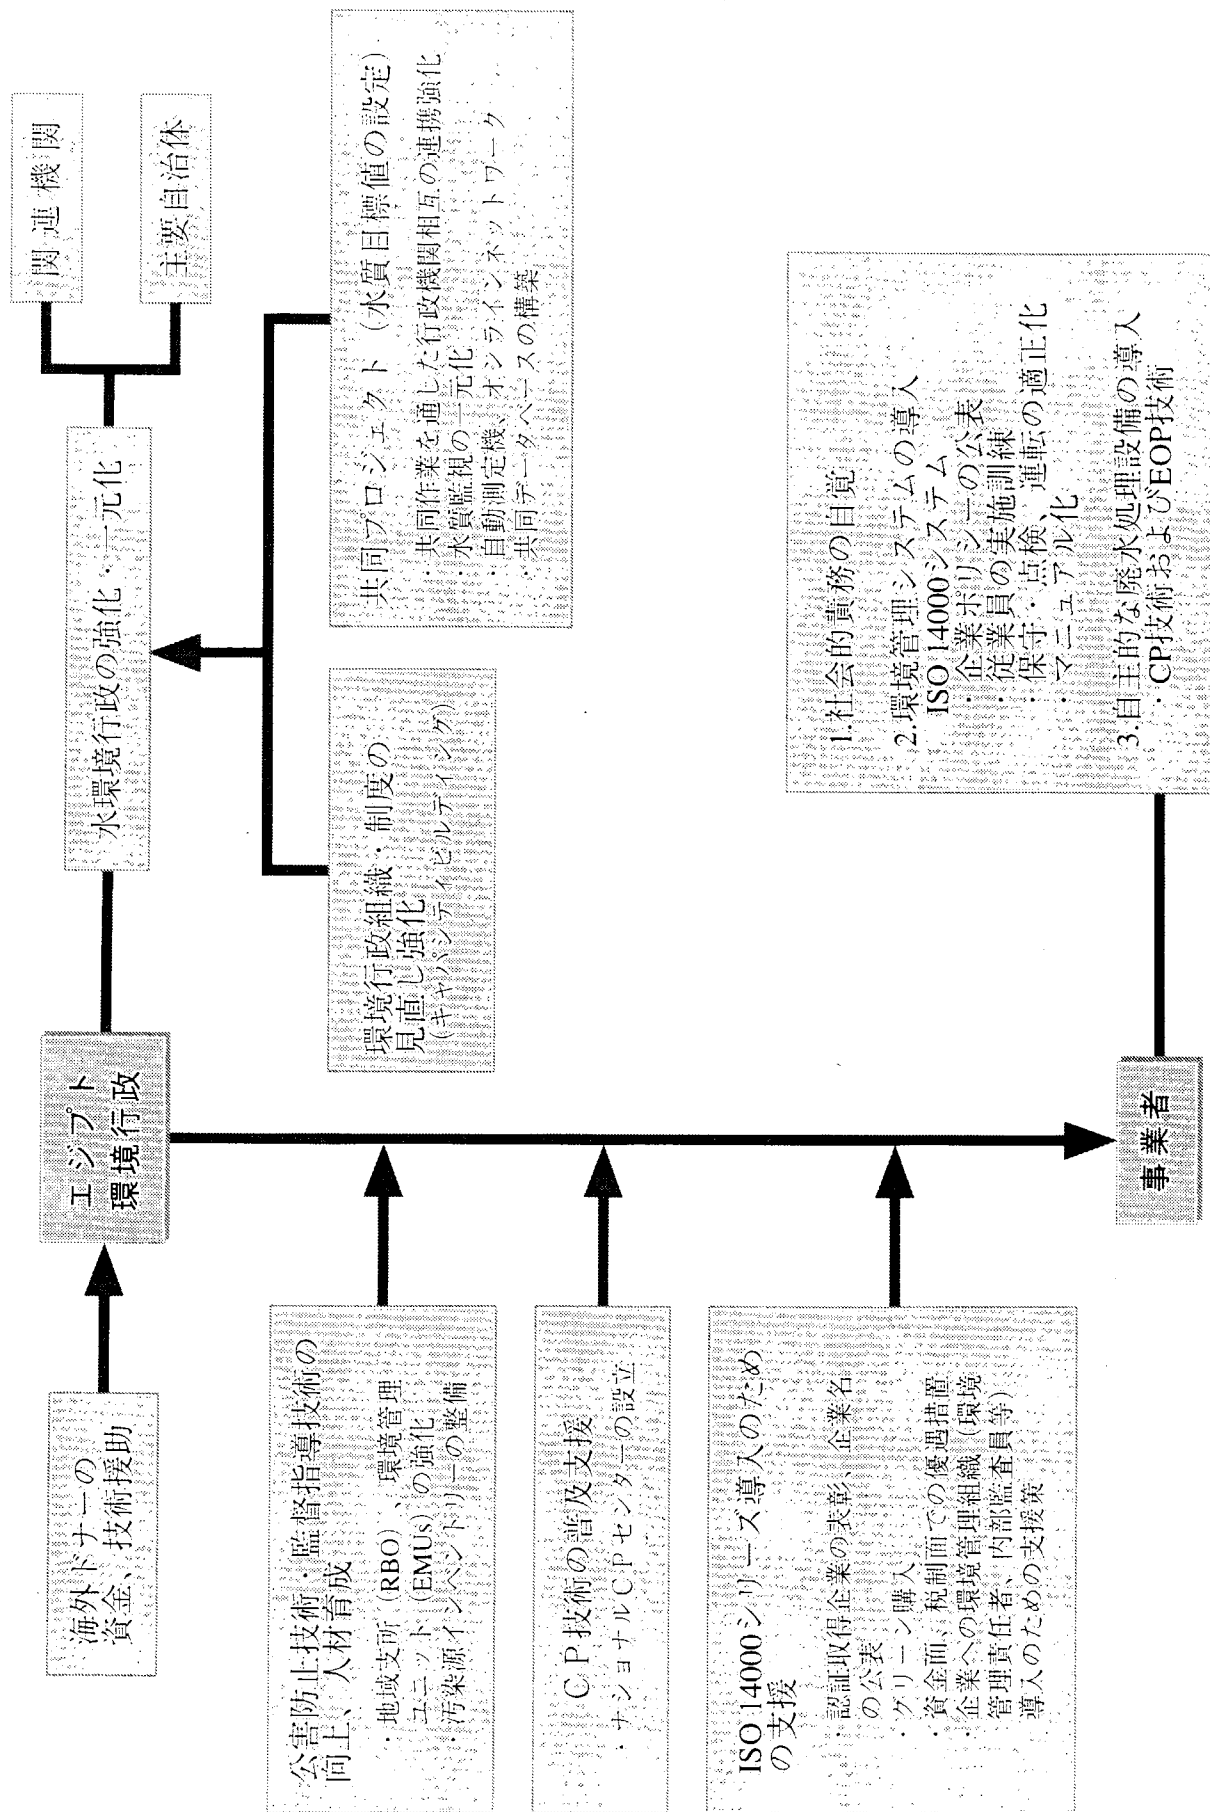 海外ドナーの
資金、技術援助
エジプト
環境行政
水環境行政の強化・一元化
関連機関
主要自治体
公害防止技術・監督指導技術の
向上、人材育成
・地域支所（RBO）、環境管理
ユニット（EMUs）の強化
・汚染源インベントリーの整備
CP技術の普及支援
・ナショナルCPセンターの設立
ISO 14000シリーズ導入のため
の支援
・認証取得企業の表彰、企業名
の公表
・グリーン購入
・資金面、税制面での優遇措置
・企業への環境管理組織（環境
管理責任者、内部監査員等）
導入のための支援策
環境行政組織・制度の
見直し強化
（キャパシティビルディイング）
共同プロジェクト（水質目標値の設定）
・共同作業を通した行政機関相互の連携強化
・水質監視の一元化
・自動測定機、オンラインネットワーク
・共同データベースの構築
事業者
1.社会的責務の自覚
2.環境管理システムの導入
ISO 14000システム
・企業ポリシーの公表
・従業員の実施訓練
・保守・点検、運転の適正化
・マニュアル化
3.自主的な廃水処理設備の導入
・CP技術およびEOP技術